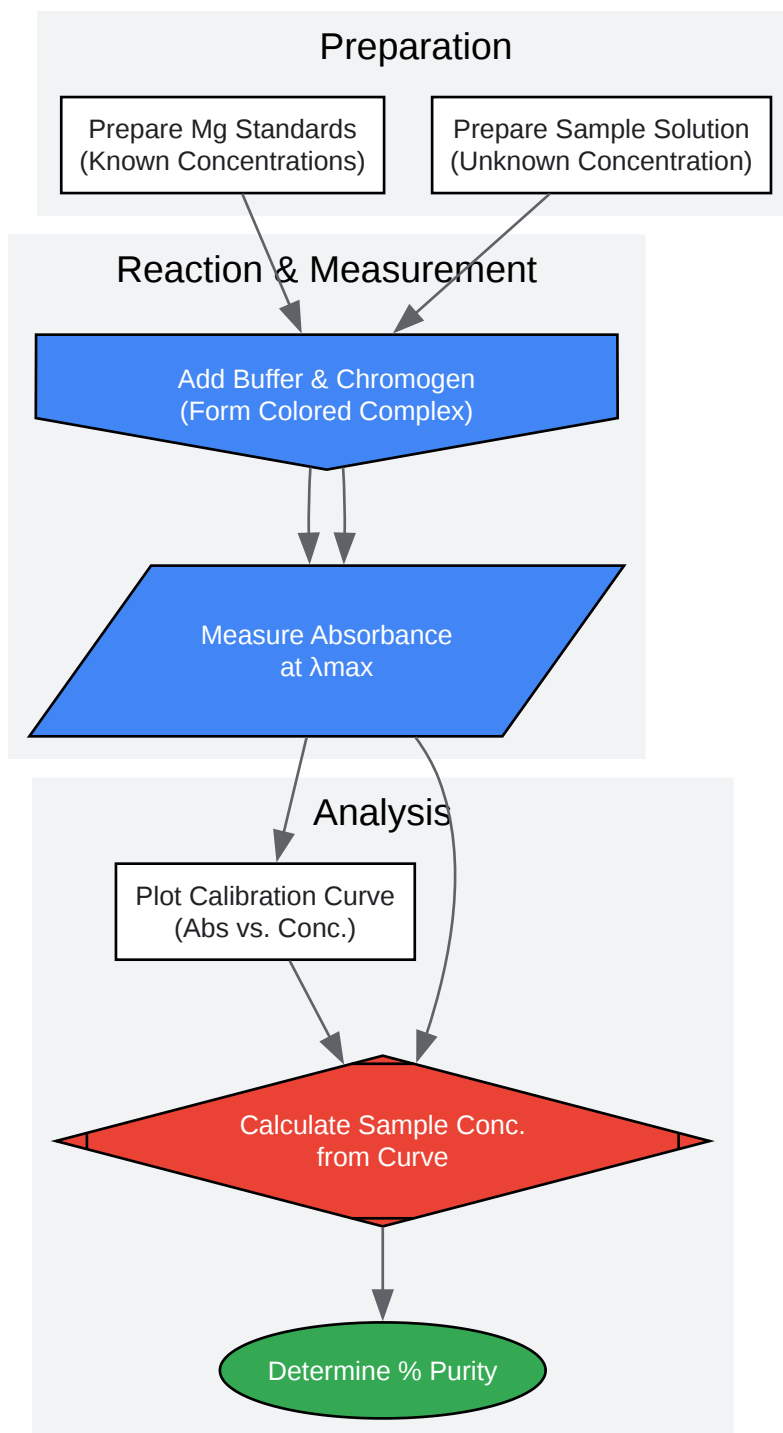 Preparation
Prepare Mg Standards
(Known Concentrations)
Prepare Sample Solution
(Unknown Concentration)
Reaction & Measurement
Add Buffer & Chromogen
(Form Colored Complex)
Measure Absorbance
at λmax
Analysis
Plot Calibration Curve
(Abs vs. Conc.)
Calculate Sample Conc.
from Curve
Determine % Purity